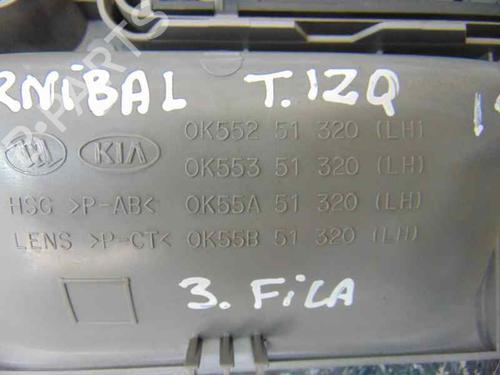 RNIBAL T.IZQ
KIA 0K552 51 320 (LH)
0K553 51 320 (LH)
HSG >P-AB< 0K55A 51 320 (LH)
LENS >P-CT< 0K55B 51 320 (LH)
3. FiLA